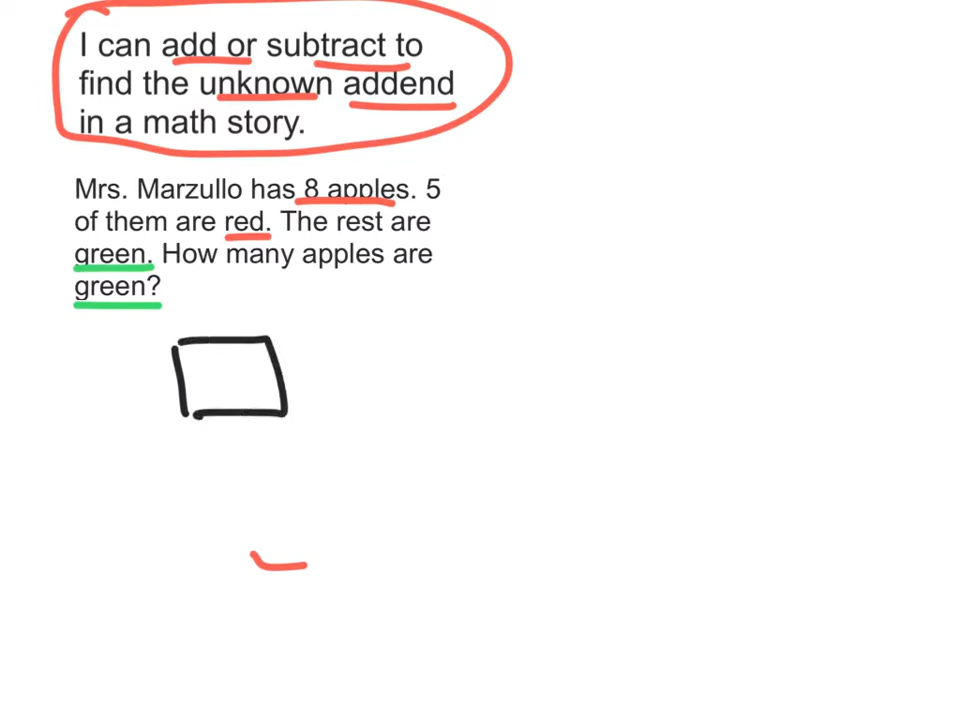 I can add or subtract to
find the unknown addend
in a math story.
Mrs. Marzullo has 8 apples. 5
of them are red. The rest are
green. How many apples are
green?